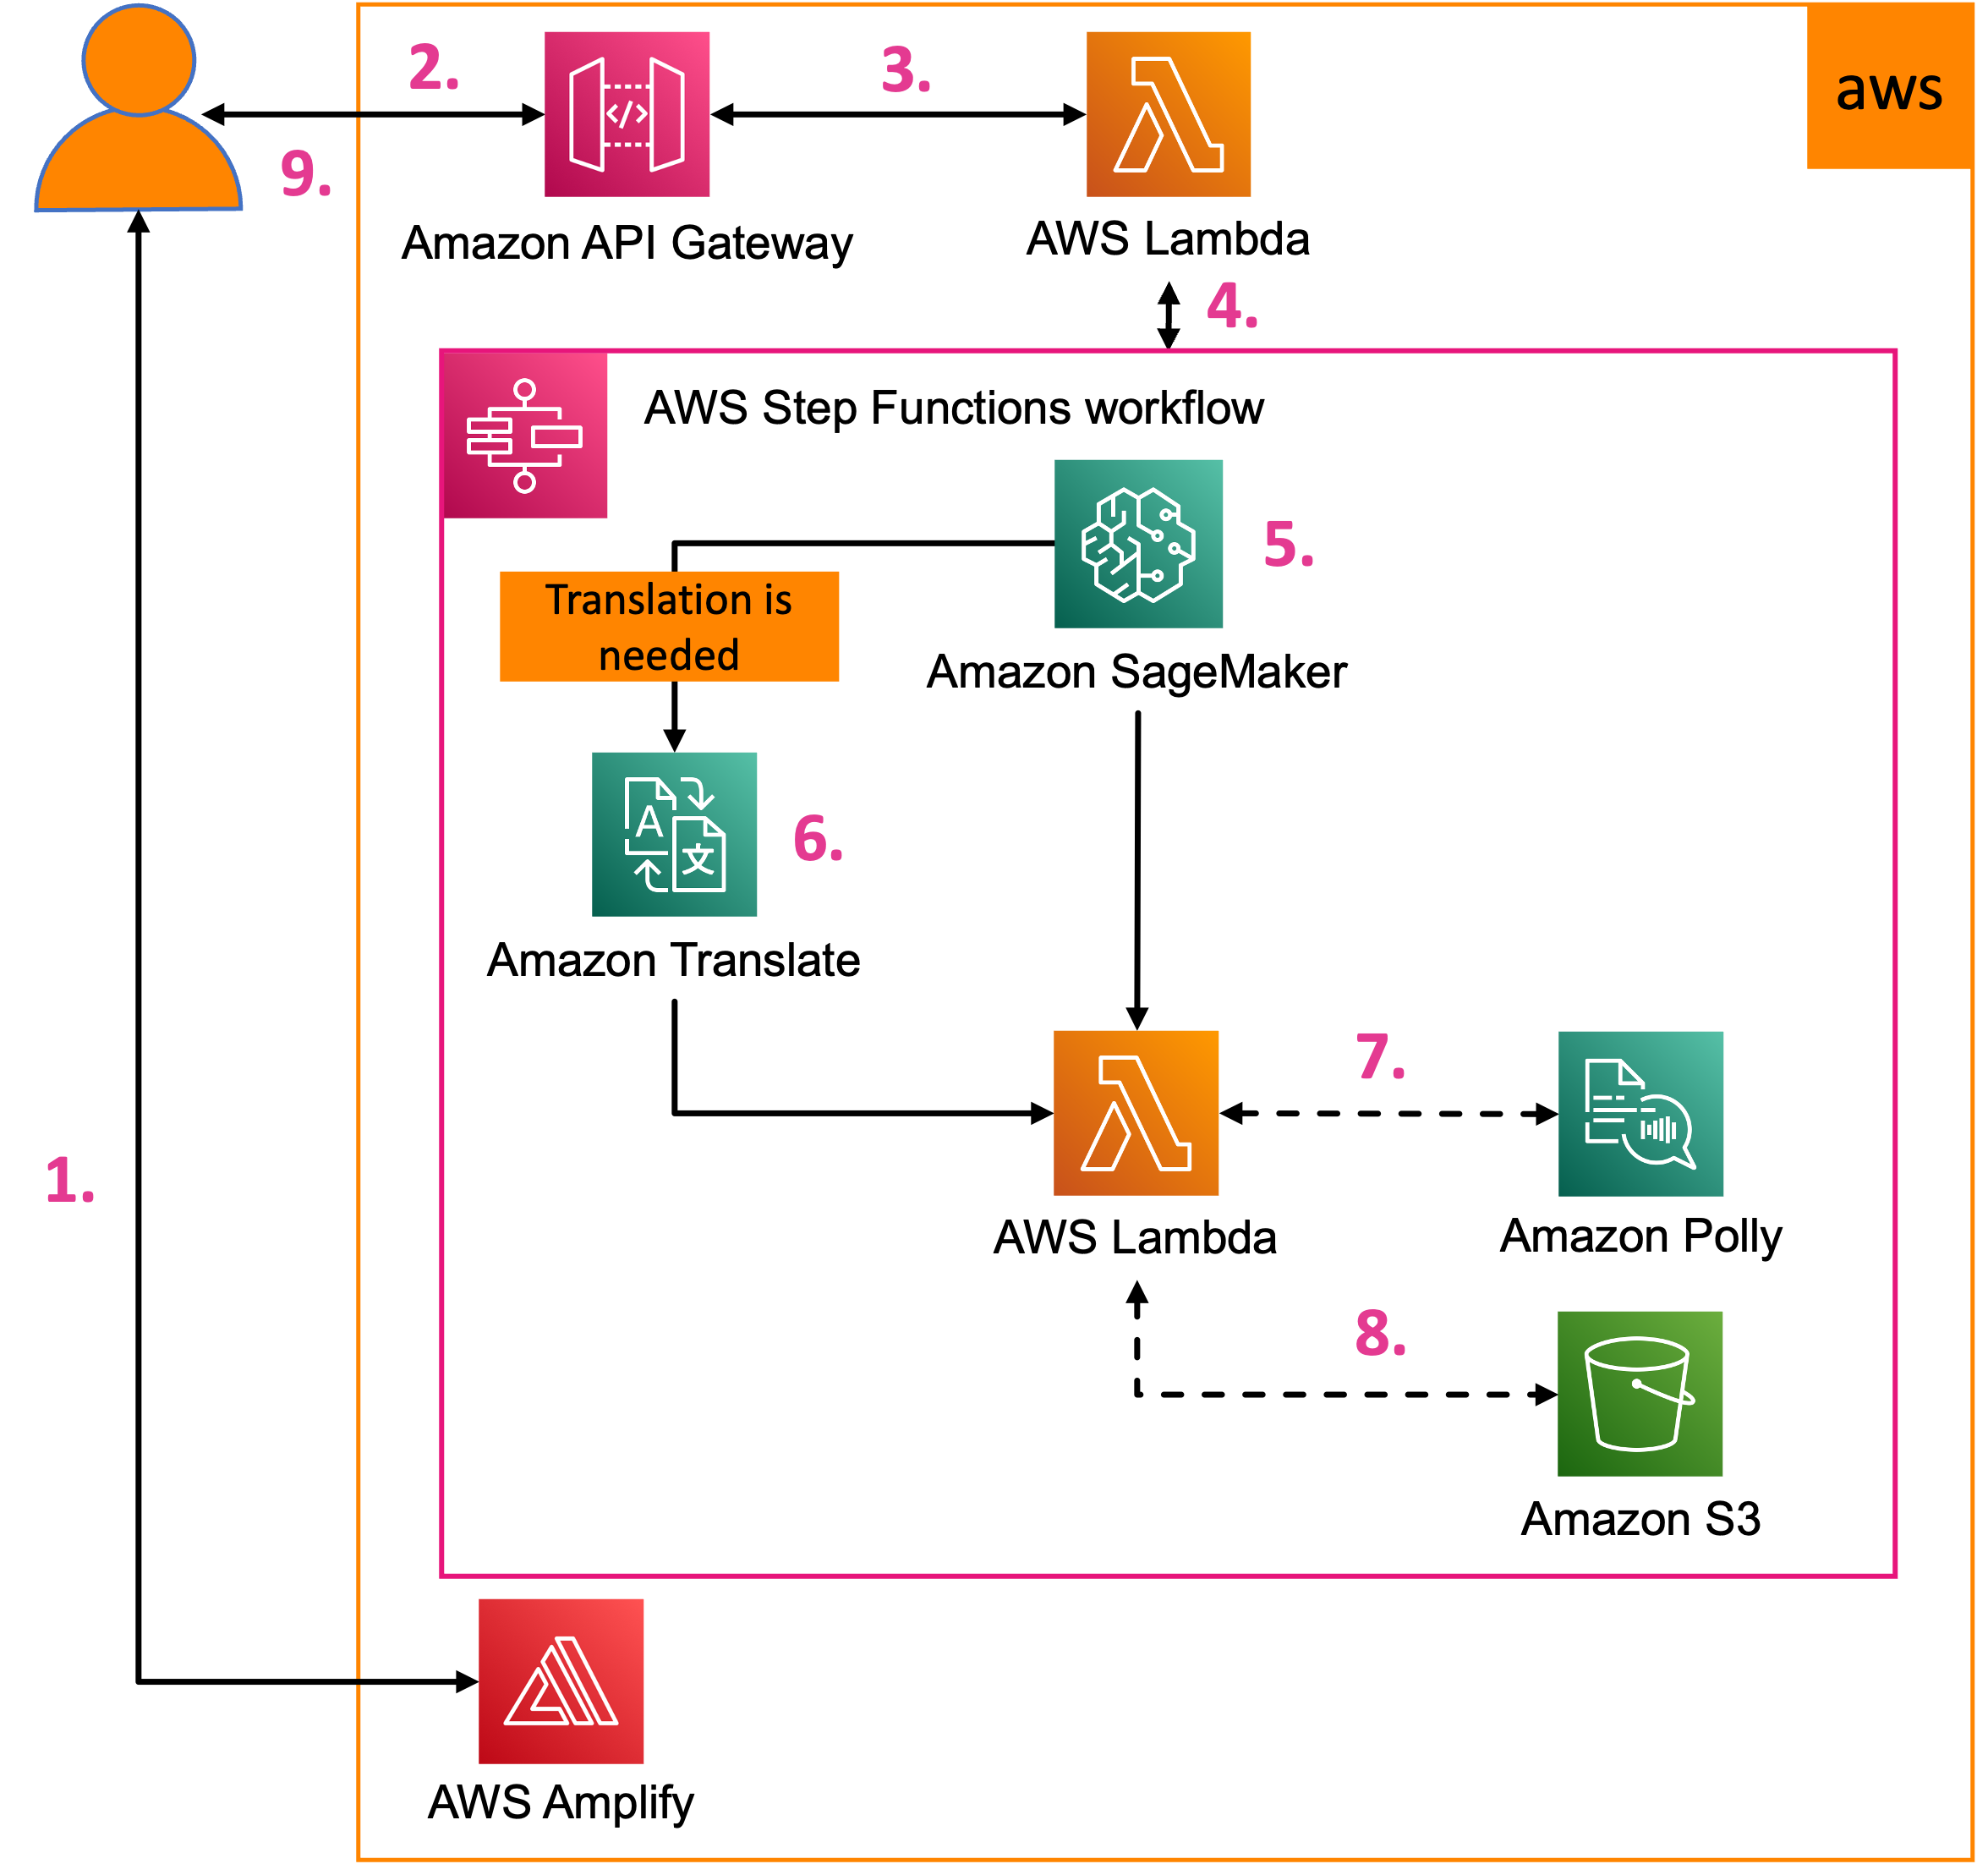 aws
2.
3.
9.
Amazon API Gateway
AWS Lambda
4.
AWS Step Functions workflow
5.
Translation is
needed
Amazon SageMaker
A
文
6.
Amazon Translate
7.
1.
AWS Lambda
Amazon Polly
8.
Amazon S3
AWS Amplify